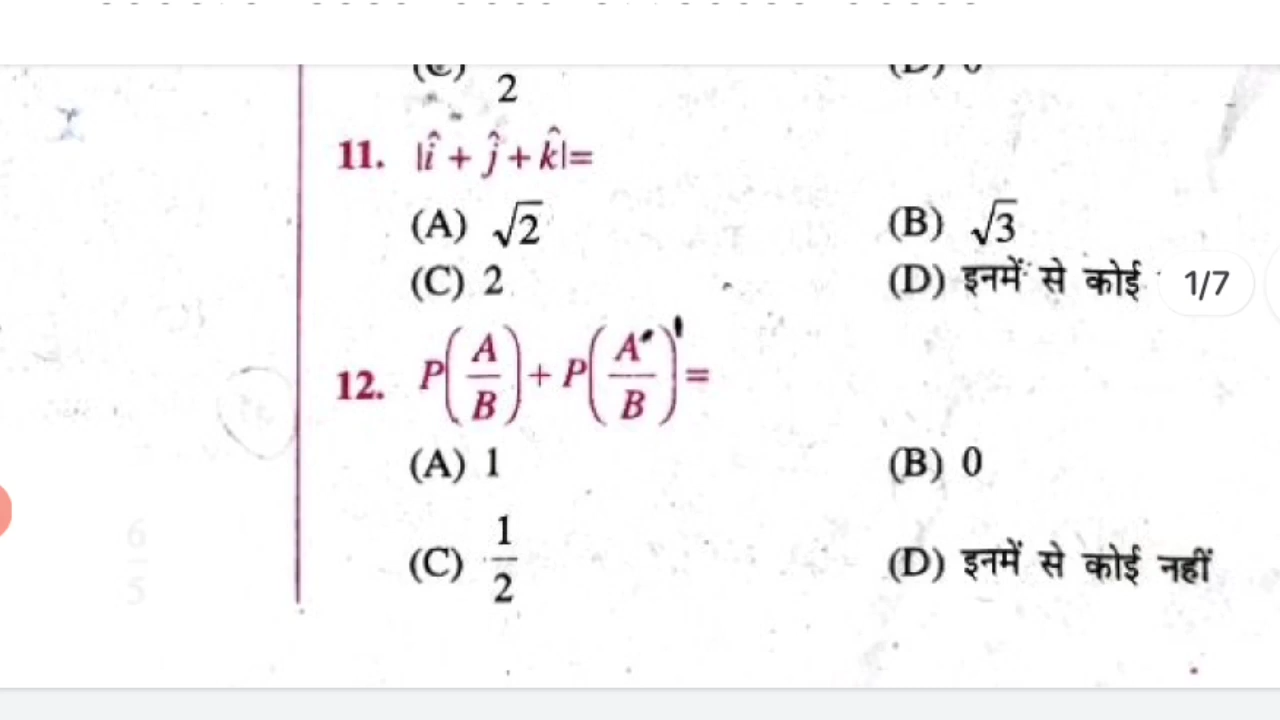 2
11. |î + ĵ + k̂|=
(A) √2 (B) √3
(C) 2 (D) इनमें से कोई 1/7
12. P(A/B) + P(A'/B)=
(A) 1 (B) 0
(C) 1/2 (D) इनमें से कोई नहीं